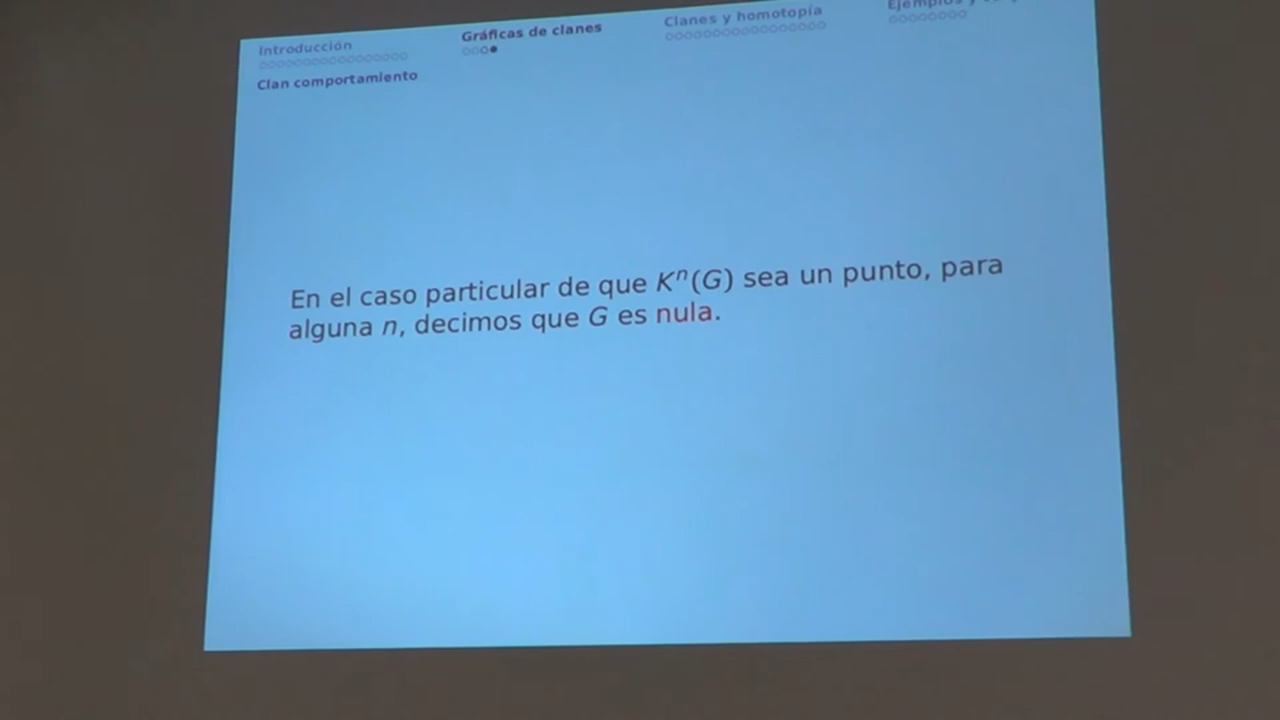 Introducción
Gráficas de clanes
Clanes y homotopía
Ejemplos y
Clan comportamiento
En el caso particular de que Kⁿ(G) sea un punto, para
alguna n, decimos que G es nula.